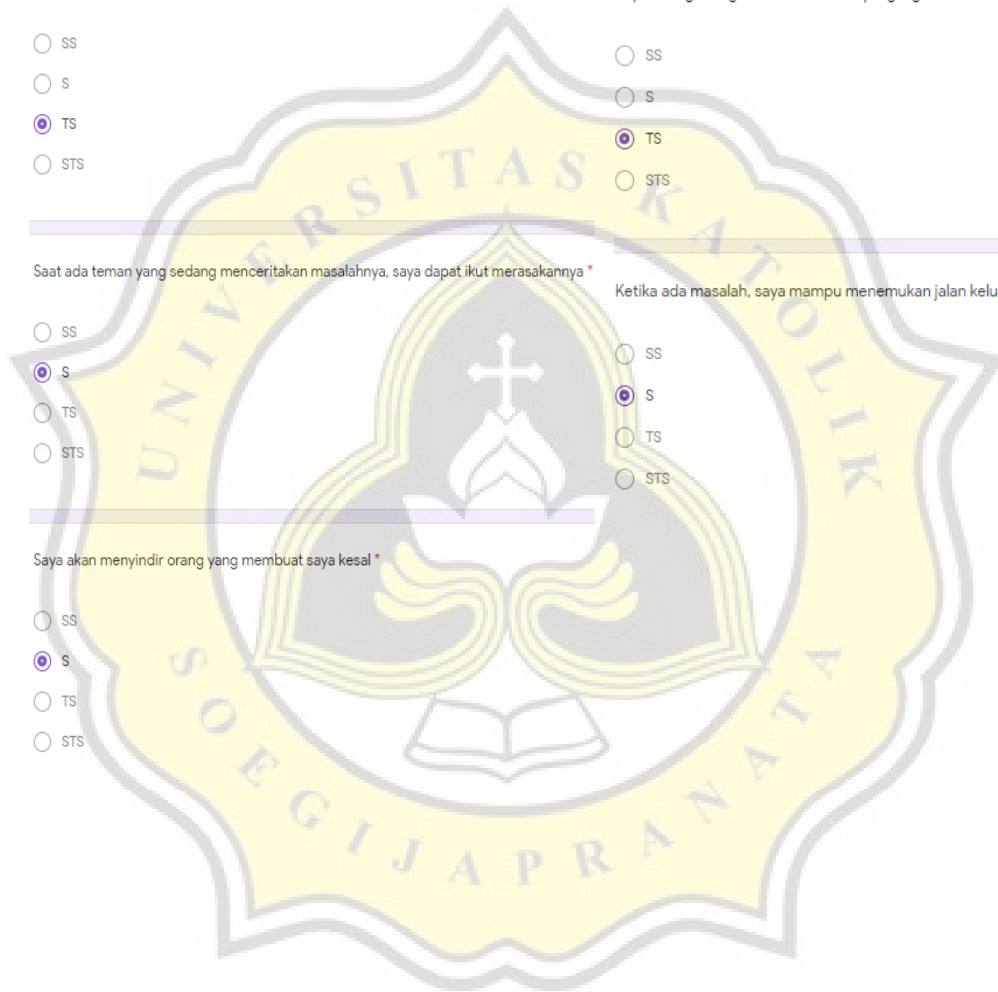 SS
S
TS
STS
Saat ada teman yang sedang menceritakan masalahnya, saya dapat ikut merasakannya *
SS
S
TS
STS
Saya akan menyindir orang yang membuat saya kesal *
SS
S
TS
STS
SS
S
TS
STS
Ketika ada masalah, saya mampu menemukan jalan kelu
SS
S
TS
STS
UNIVERSITAS KATOLIK
SOEGIJAPRANATA